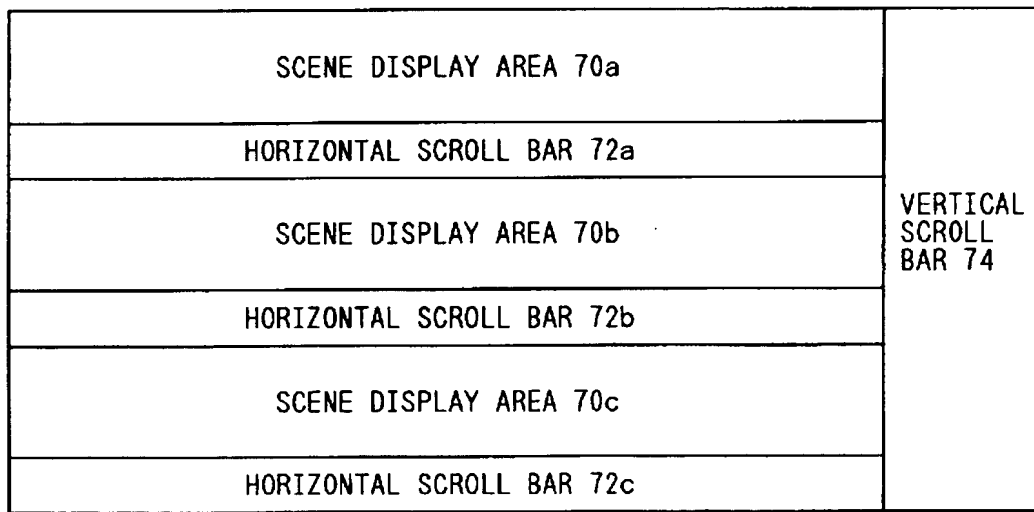 SCENE DISPLAY AREA 70a
HORIZONTAL SCROLL BAR 72a
SCENE DISPLAY AREA 70b
HORIZONTAL SCROLL BAR 72b
SCENE DISPLAY AREA 70c
HORIZONTAL SCROLL BAR 72c
VERTICAL
SCROLL
BAR 74